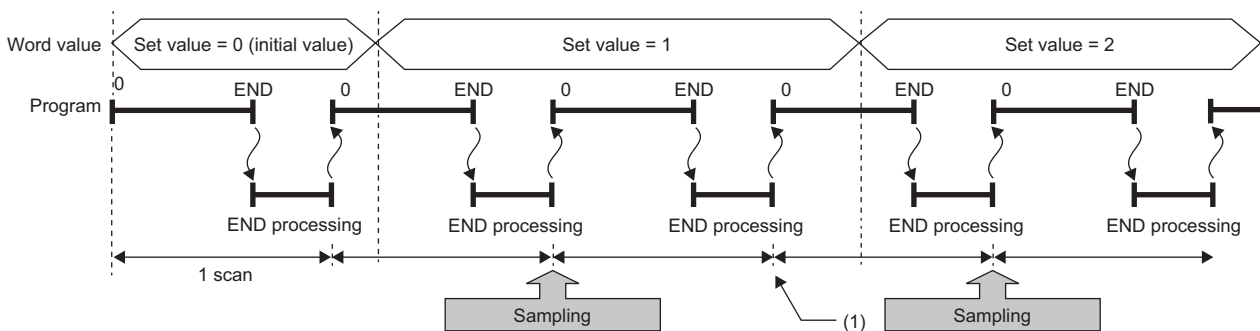 Word value
Set value = 0 (initial value)
Set value = 1
Set value = 2
Program
0
END
0
END
0
END
0
END
0
END
END processing
END processing
END processing
END processing
END processing
1 scan
Sampling
(1)
Sampling